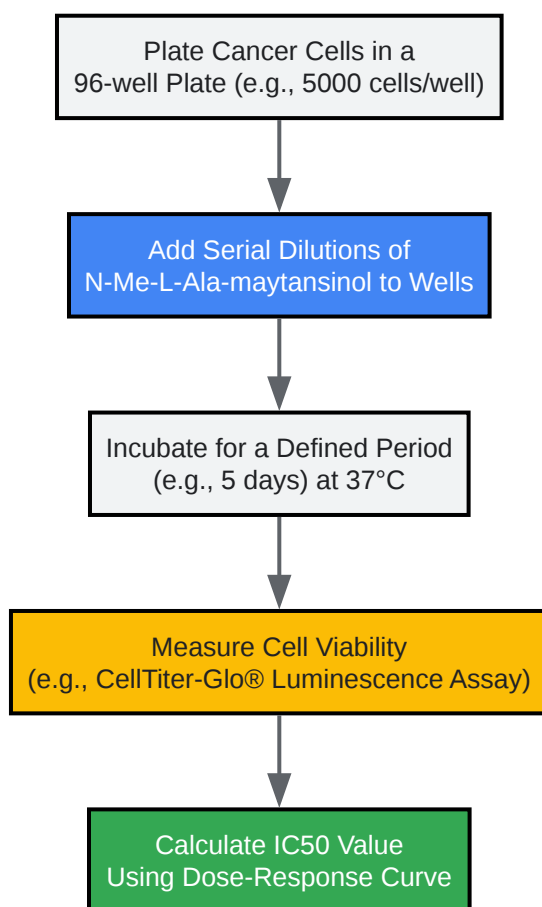 Plate Cancer Cells in a
96-well Plate (e.g., 5000 cells/well)
Add Serial Dilutions of
N-Me-L-Ala-maytansinol to Wells
Incubate for a Defined Period
(e.g., 5 days) at 37°C
Measure Cell Viability
(e.g., CellTiter-Glo® Luminescence Assay)
Calculate IC50 Value
Using Dose-Response Curve